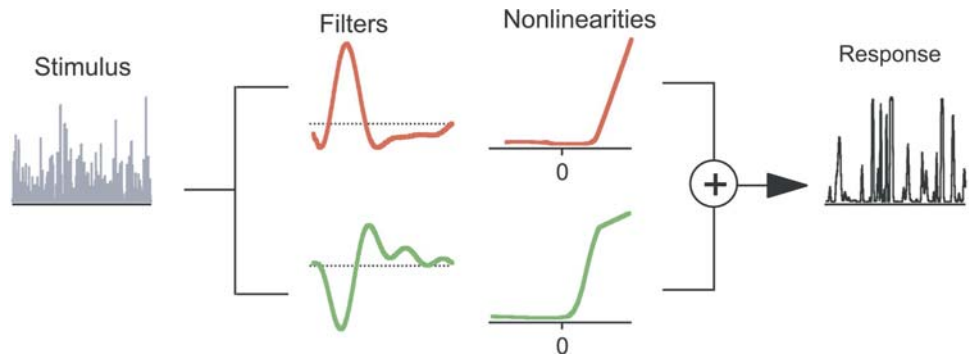 Filters
Nonlinearities
Stimulus
Response
0
+
0